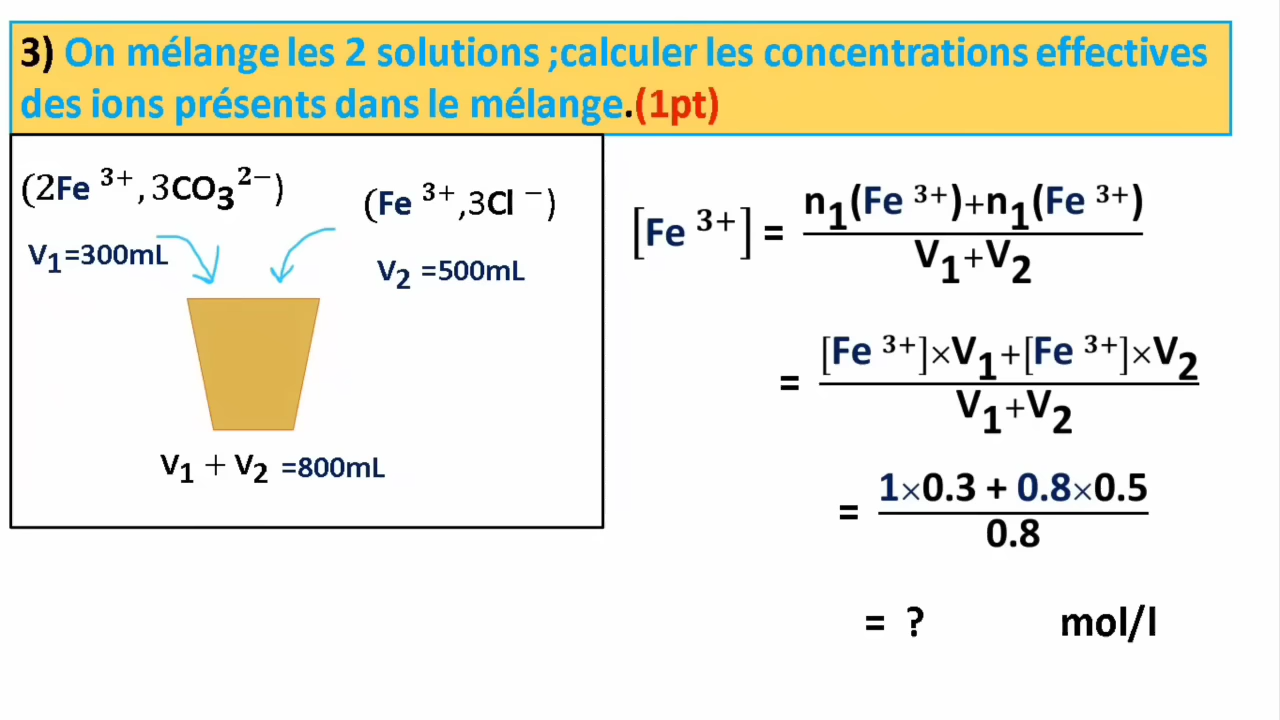 3) On mélange les 2 solutions ;calculer les concentrations effectives
des ions présents dans le mélange.(1pt)
(2Fe ³⁺,3CO₃²⁻)
(Fe ³⁺,3Cl ⁻)
V₁=300mL
V₂ =500mL
V₁ + V₂ =800mL
[Fe ³⁺] = n₁(Fe ³⁺)+n₁(Fe ³⁺)
V₁+V₂
= [Fe ³⁺]×V₁+[Fe ³⁺]×V₂
V₁+V₂
= 1×0.3 + 0.8×0.5
0.8
= ? mol/l